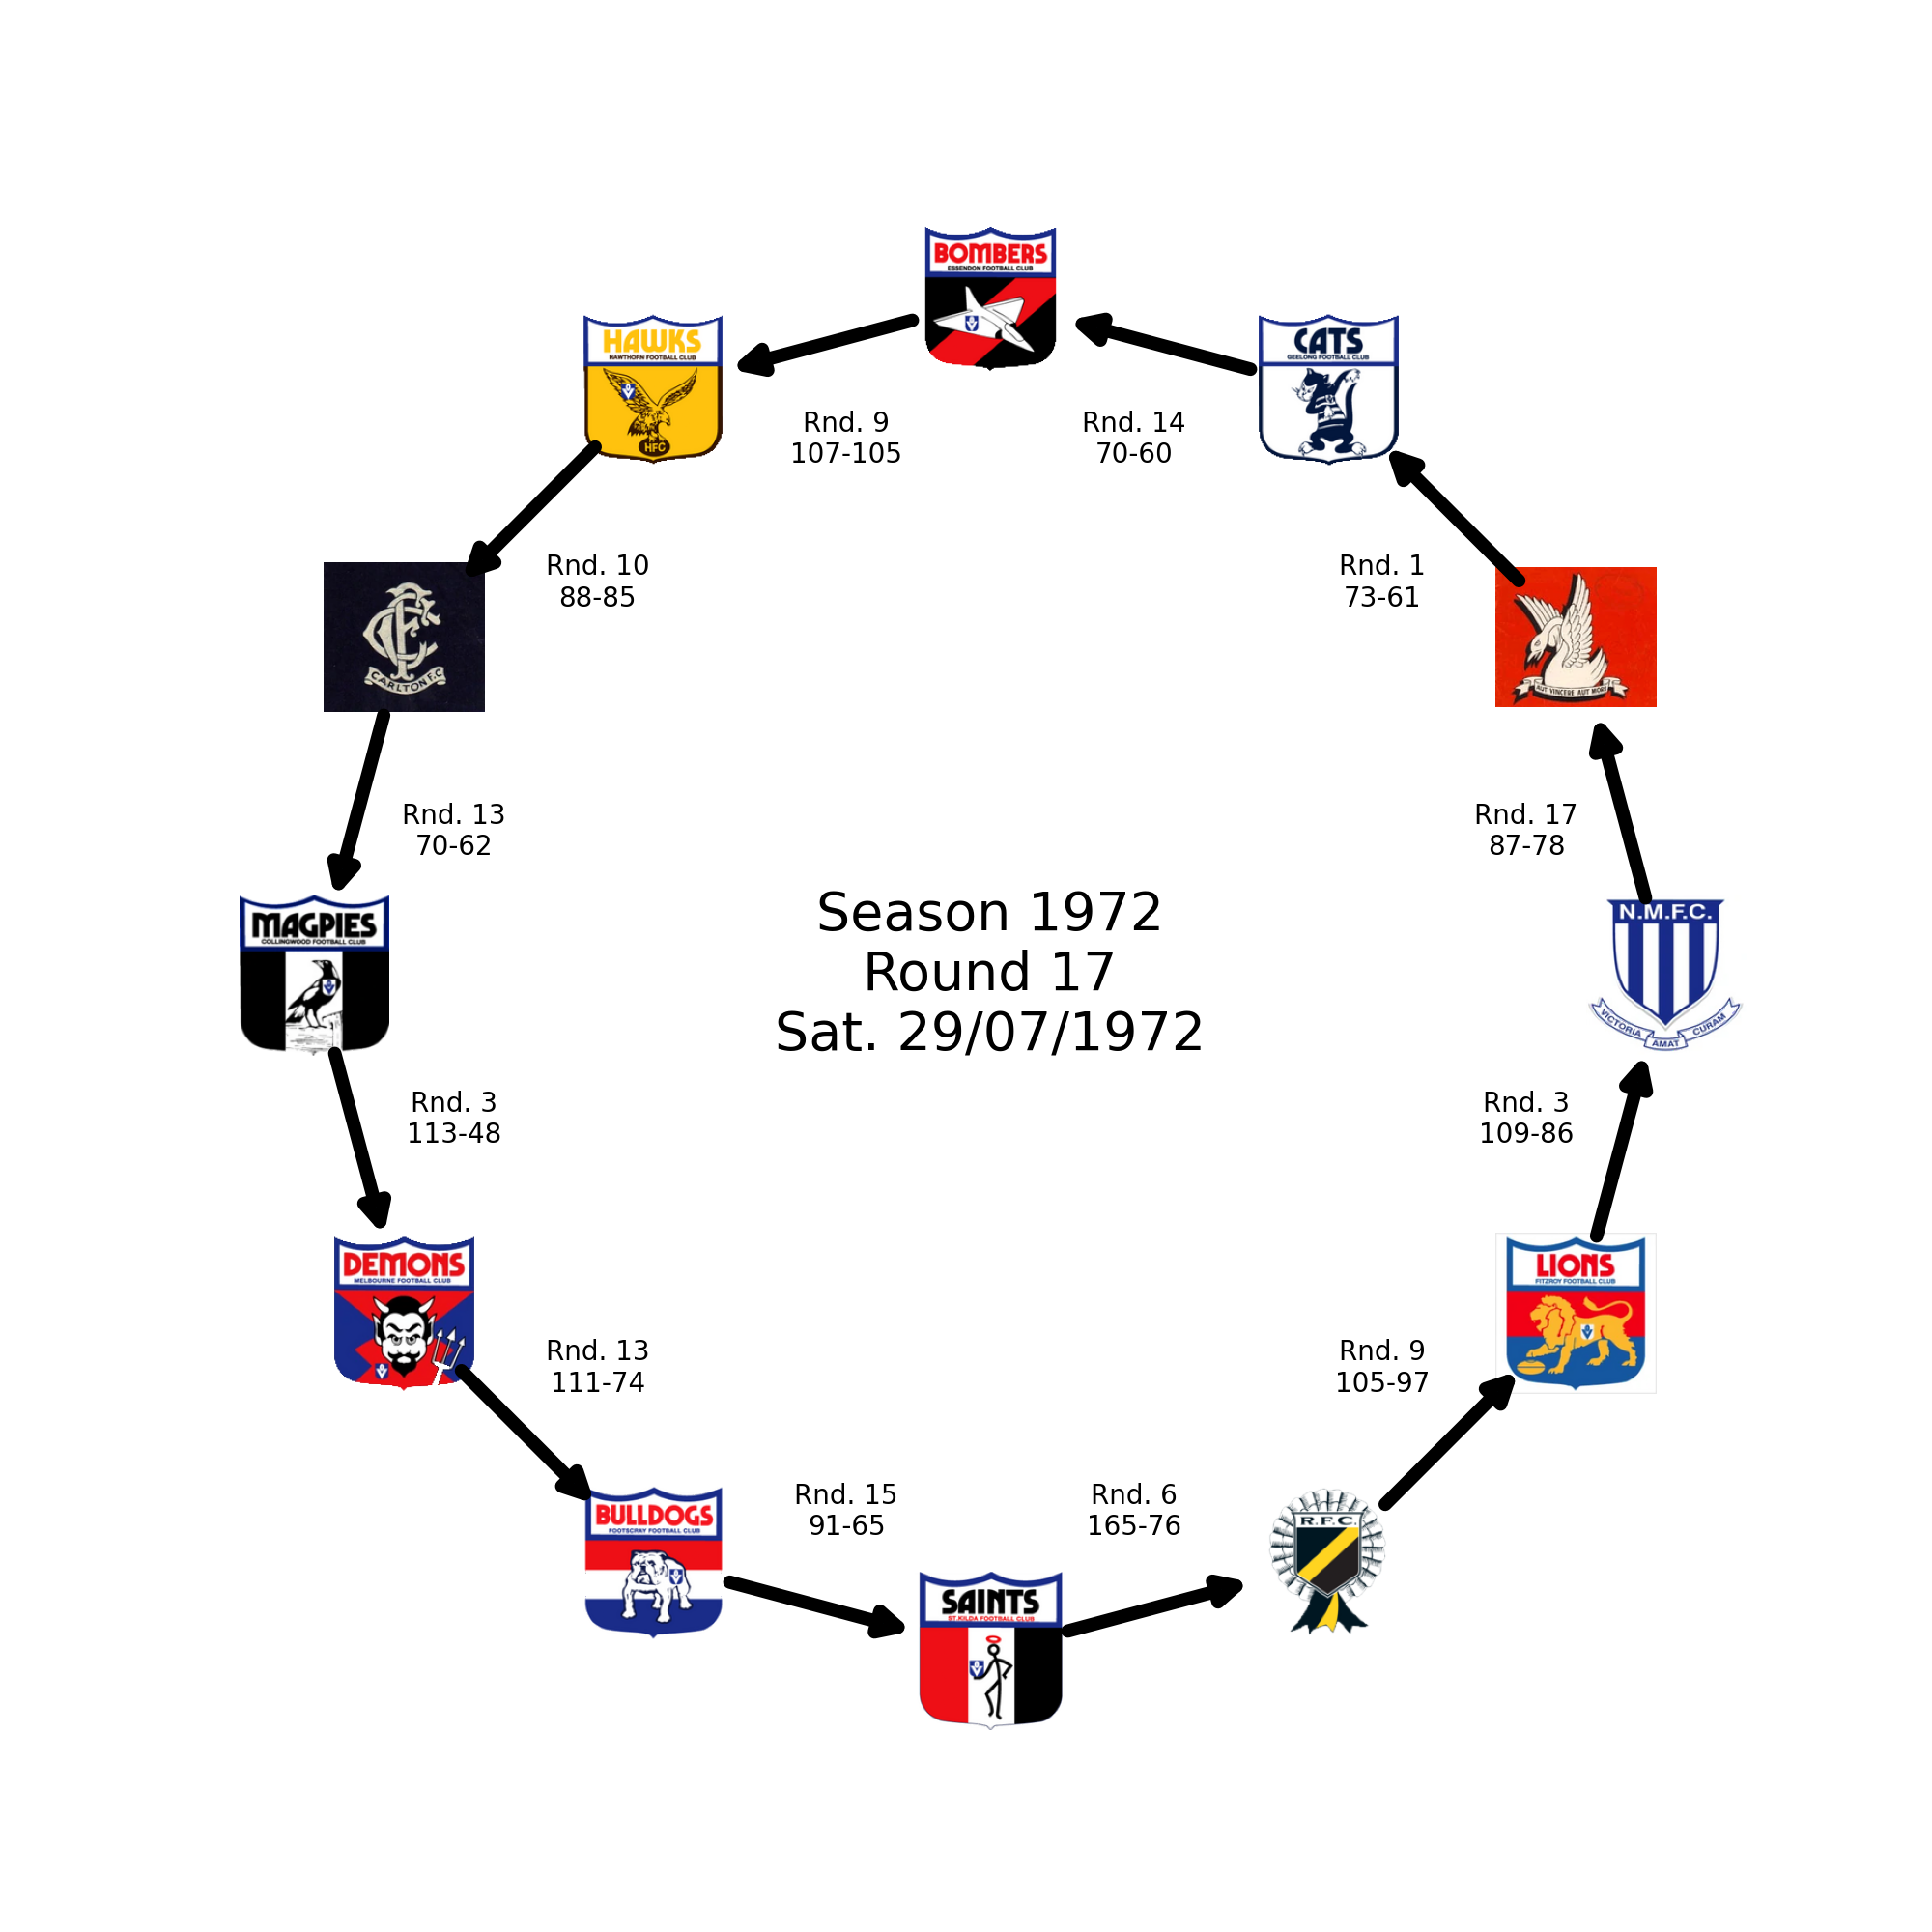 BOMBERS
ESSENDON FOOTBALL CLUB
HAWKS
HAWTHORN FOOTBALL CLUB
HFC
CATS
GEELONG FOOTBALL CLUB
Rnd. 9
107-105
Rnd. 14
70-60
Rnd. 10
88-85
Rnd. 1
73-61
CFC
CARLTON F.C
AUT VINCERE AUT MORI
Rnd. 13
70-62
Rnd. 17
87-78
MAGPIES
COLLINGWOOD FOOTBALL CLUB
Season 1972
Round 17
Sat. 29/07/1972
N.M.F.C.
VICTORIA
AMAT
CURAM
Rnd. 3
113-48
Rnd. 3
109-86
DEMONS
MELBOURNE FOOTBALL CLUB
LIONS
FITZROY FOOTBALL CLUB
Rnd. 13
111-74
Rnd. 9
105-97
BULLDOGS
FOOTSCRAY FOOTBALL CLUB
Rnd. 15
91-65
Rnd. 6
165-76
R.F.C.
SAINTS
ST.KILDA FOOTBALL CLUB